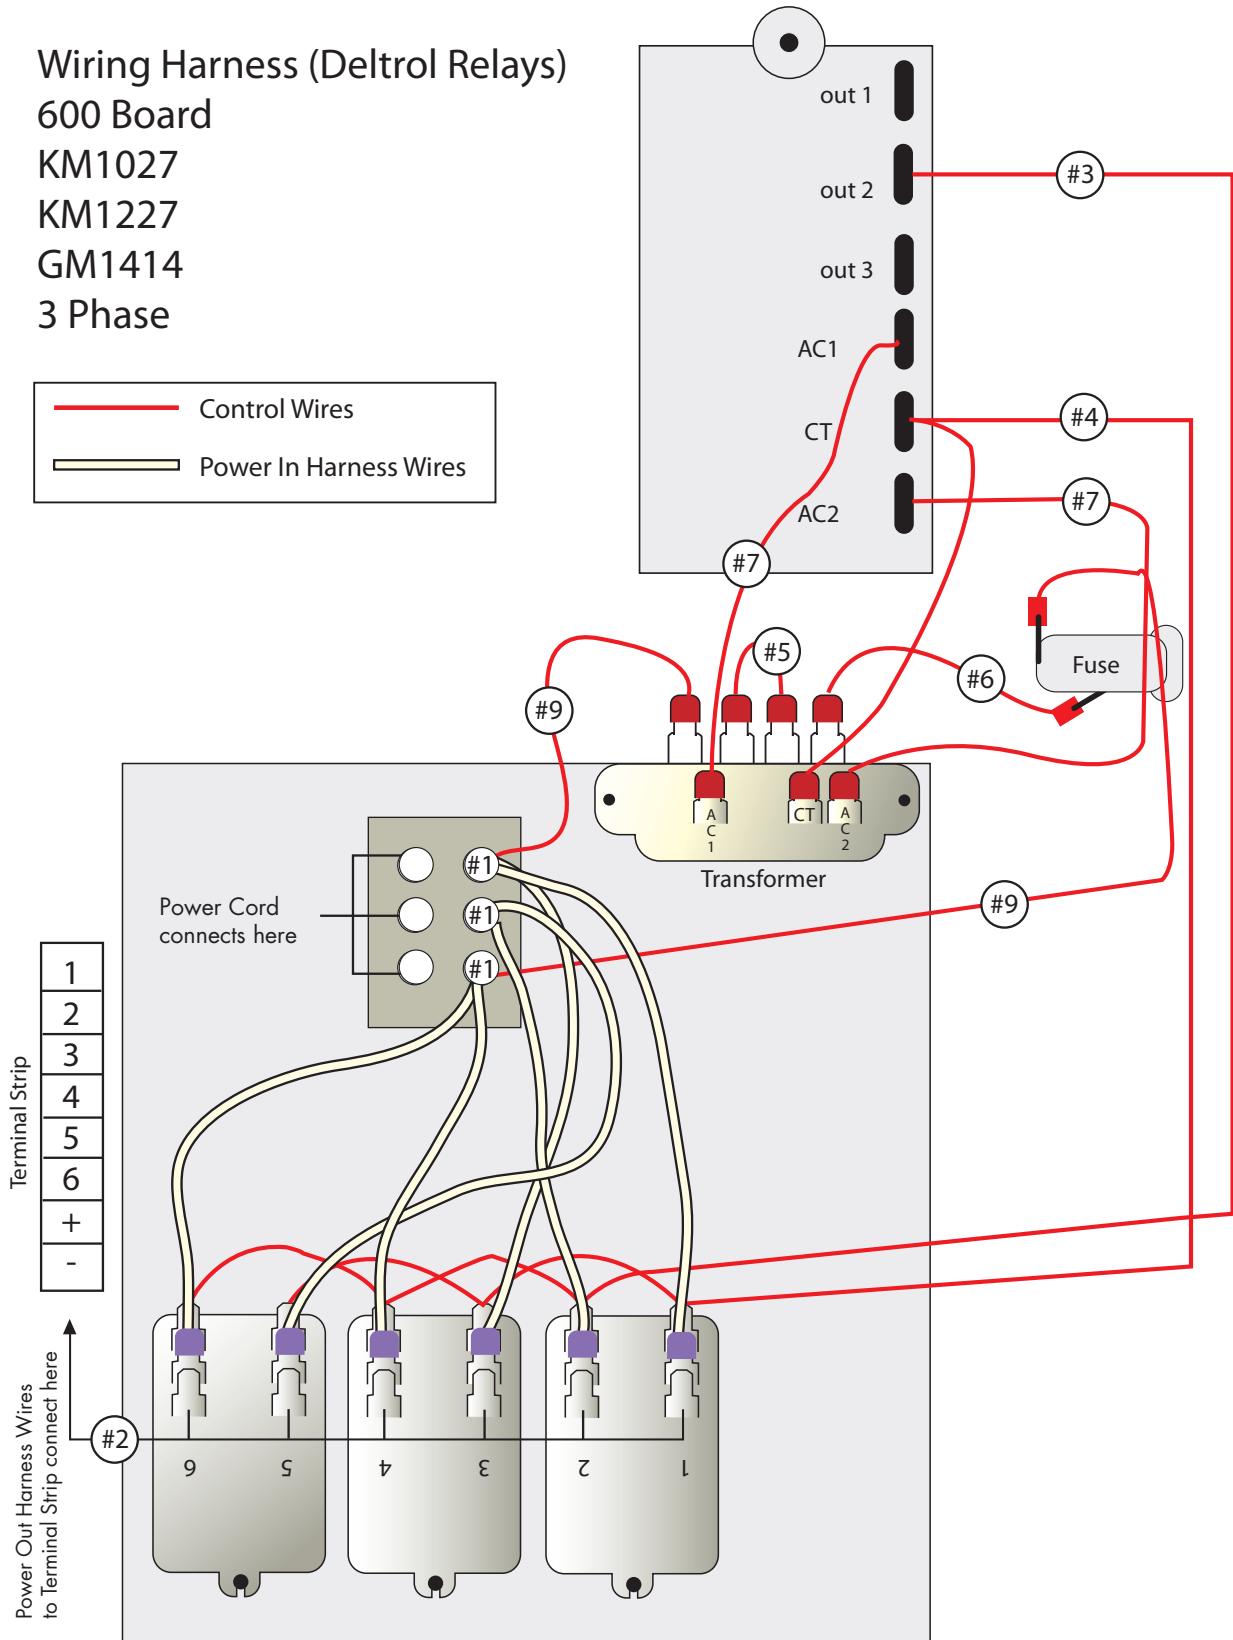 Wiring Harness (Deltrol Relays)
600 Board
KM1027
KM1227
GM1414
3 Phase
Control Wires
Power In Harness Wires
out 1
out 2
out 3
AC1
CT
AC2
#3
#4
#7
#7
#5
#6
Fuse
#9
AC1
CT
AC2
Transformer
#9
#1
#1
#1
Power Cord
connects here
Terminal Strip
1
2
3
4
5
6
+
-
#2
6
5
4
3
2
1
Power Out Harness Wires
to Terminal Strip connect here